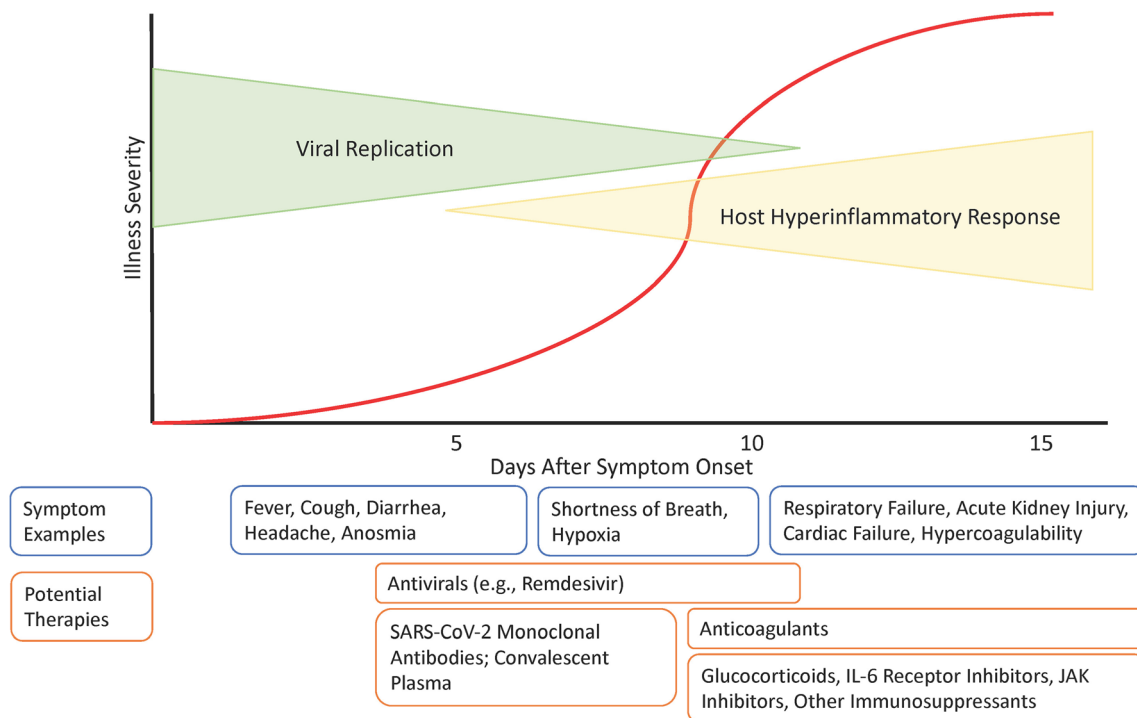 Illness Severity
Viral Replication
Host Hyperinflammatory Response
5
10
15
Days After Symptom Onset
Symptom
Examples
Fever, Cough, Diarrhea,
Headache, Anosmia
Shortness of Breath,
Hypoxia
Respiratory Failure, Acute Kidney Injury,
Cardiac Failure, Hypercoagulability
Potential
Therapies
Antivirals (e.g., Remdesivir)
SARS-CoV-2 Monoclonal
Antibodies; Convalescent
Plasma
Anticoagulants
Glucocorticoids, IL-6 Receptor Inhibitors, JAK
Inhibitors, Other Immunosuppressants